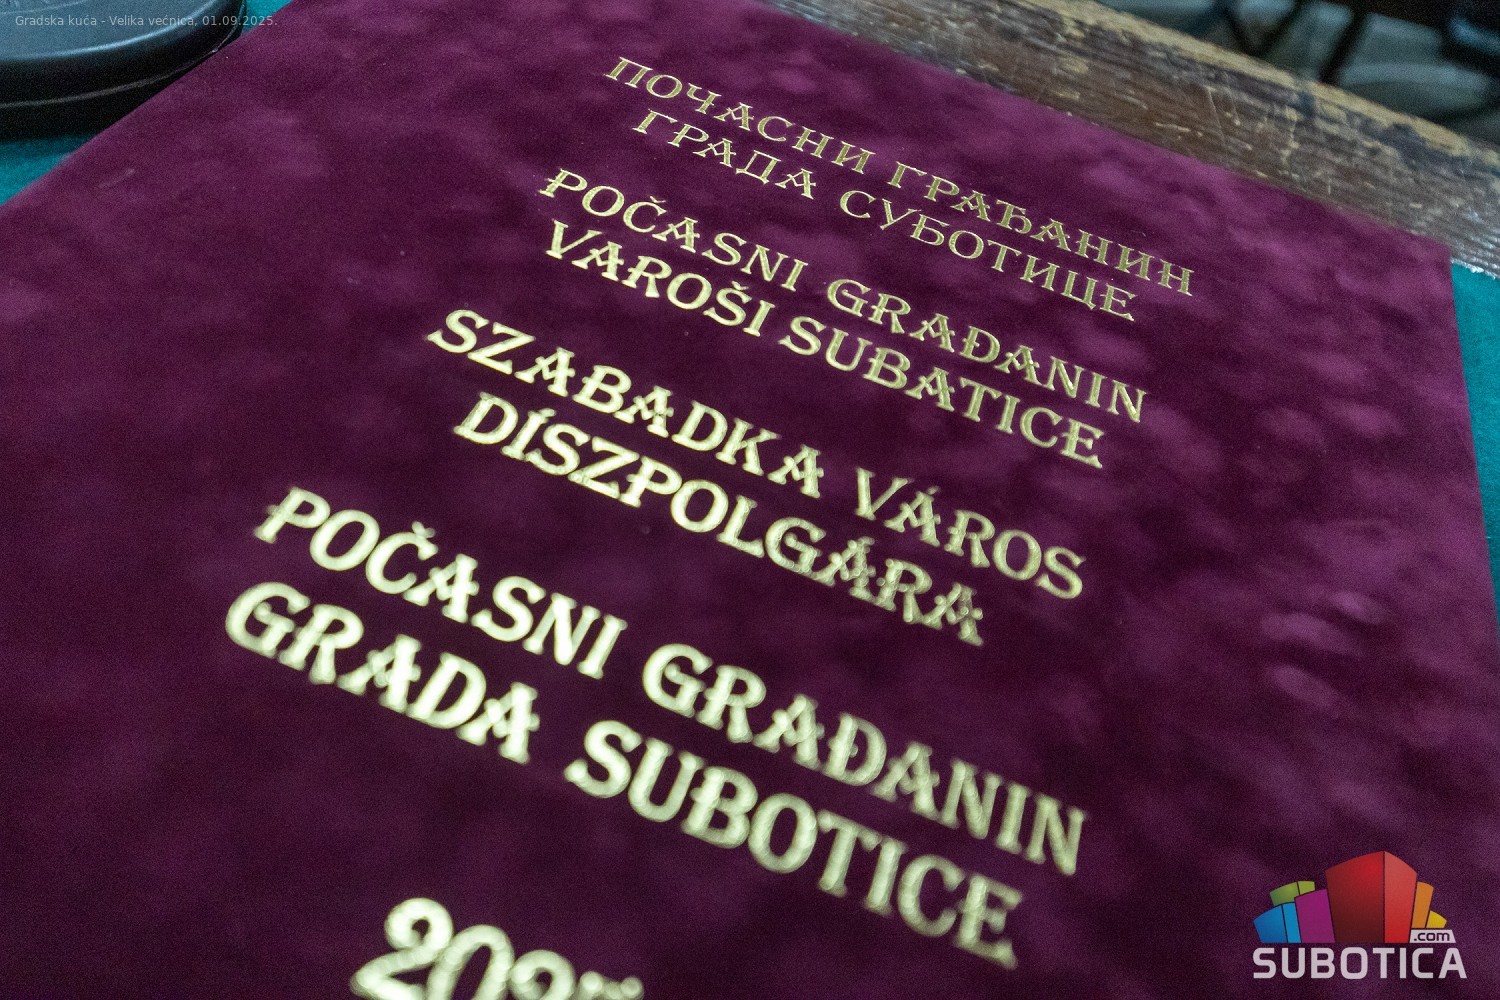 Gradska kuća - Velika većnica, 01.09.2025.
ПОЧАСНИ ГРАЂАНИН
ГРАДА СУБОТИЦЕ
POČASNI GRAĐANIN
VAROŠI SUBATICE
SZABADKA VÁROS
DÍSZPOLGÁRA
POČASNI GRAĐANIN
GRADA SUBOTICE
2025
.com
SUBOTICA